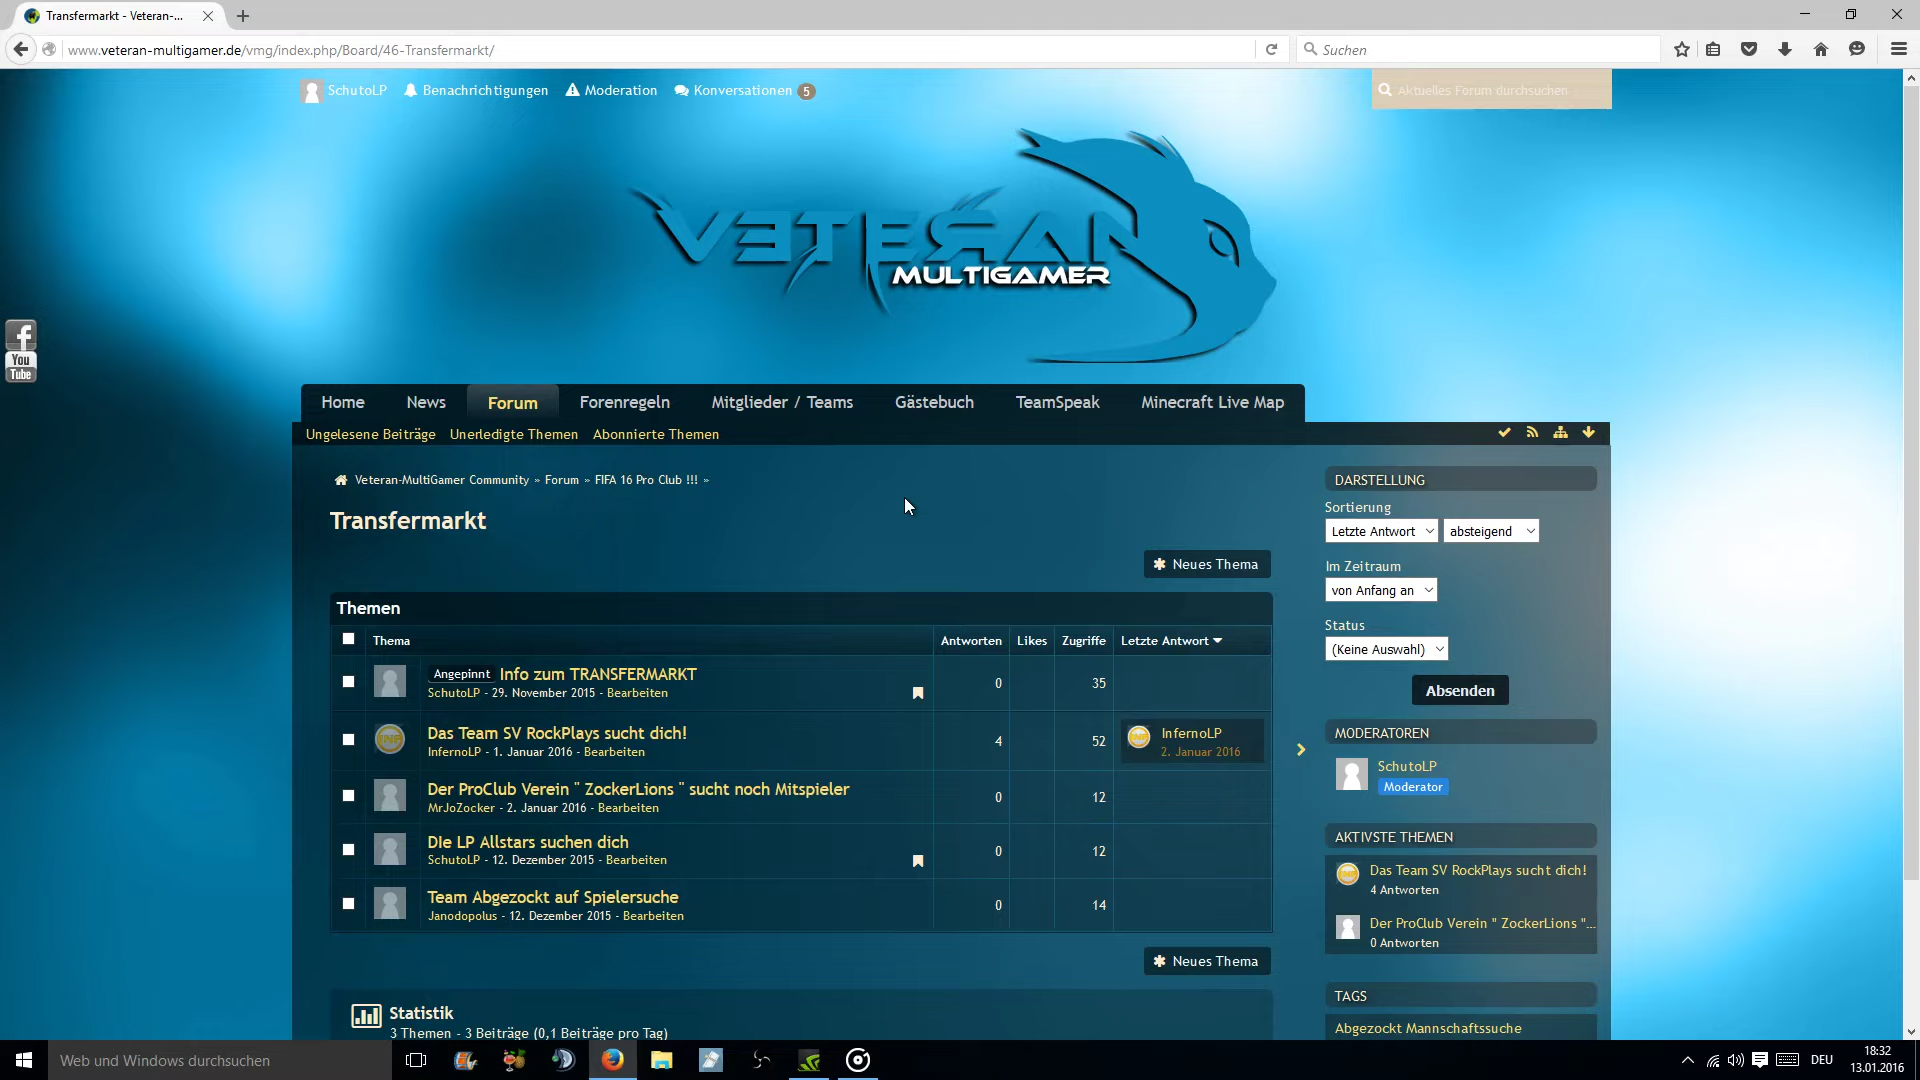 Transfermarkt - Veteran-...
www.veteran-multigamer.de/vmg/index.php/Board/46-Transfermarkt/
Suchen
SchutoLP Benachrichtigungen Moderation Konversationen 5
Aktuelles Forum durchsuchen
VETERAN
MULTIGAMER
f
You
Tube
Home News Forum Forenregeln Mitglieder / Teams Gästebuch TeamSpeak Minecraft Live Map
Ungelesene Beiträge Unerledigte Themen Abonnierte Themen
Veteran-MultiGamer Community » Forum » FIFA 16 Pro Club !!! »
Transfermarkt
Neues Thema
Themen
Thema Antworten Likes Zugriffe Letzte Antwort
Angepinnt Info zum TRANSFERMARKT
SchutoLP - 29. November 2015 - Bearbeiten
0 35
Das Team SV RockPlays sucht dich!
InfernoLP - 1. Januar 2016 - Bearbeiten
4 52
InfernoLP
2. Januar 2016
Der ProClub Verein " ZockerLions " sucht noch Mitspieler
MrJoZocker - 2. Januar 2016 - Bearbeiten
0 12
DIe LP Allstars suchen dich
SchutoLP - 12. Dezember 2015 - Bearbeiten
0 12
Team Abgezockt auf Spielersuche
Janodopolus - 12. Dezember 2015 - Bearbeiten
0 14
Neues Thema
Statistik
3 Themen - 3 Beiträge (0,1 Beiträge pro Tag)
DARSTELLUNG
Sortierung
Letzte Antwort absteigend
Im Zeitraum
von Anfang an
Status
(Keine Auswahl)
Absenden
MODERATOREN
SchutoLP
Moderator
AKTIVSTE THEMEN
Das Team SV RockPlays sucht dich!
4 Antworten
Der ProClub Verein " ZockerLions "...
0 Antworten
TAGS
Abgezockt Mannschaftssuche
Web und Windows durchsuchen
DEU
18:32
13.01.2016